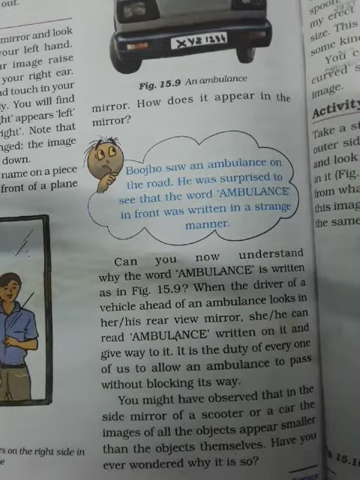 out.
mirror and look
your left hand.
r image raise
your right ear.
nd touch in your
ly. You will find
ght' appears 'left'
right'. Note that
nged: the image
down.
name on a piece
front of a plane
rs on the right side in
e
XYZ 1234
Fig. 15.9 An ambulance
mirror. How does it appear in the
mirror?
Boojho saw an ambulance on
the road. He was surprised to
see that the word 'AMBULANCE'
in front was written in a strange
manner.
Can you now understand
why the word 'AMBULANCE' is written
as in Fig. 15.9? When the driver of a
vehicle ahead of an ambulance looks in
her/his rear view mirror, she/he can
read 'AMBULANCE' written on it and
give way to it. It is the duty of every one
of us to allow an ambulance to pass
without blocking its way.
You might have observed that in the
side mirror of a scooter or a car the
images of all the objects appear smaller
than the objects themselves. Have you
ever wondered why it is so?
spoon
my erect
size. This
some kin
You c
curved s
image.
Activity
Take a st
outer sid
and look
in it (Fig.
from wha
this imag
the same